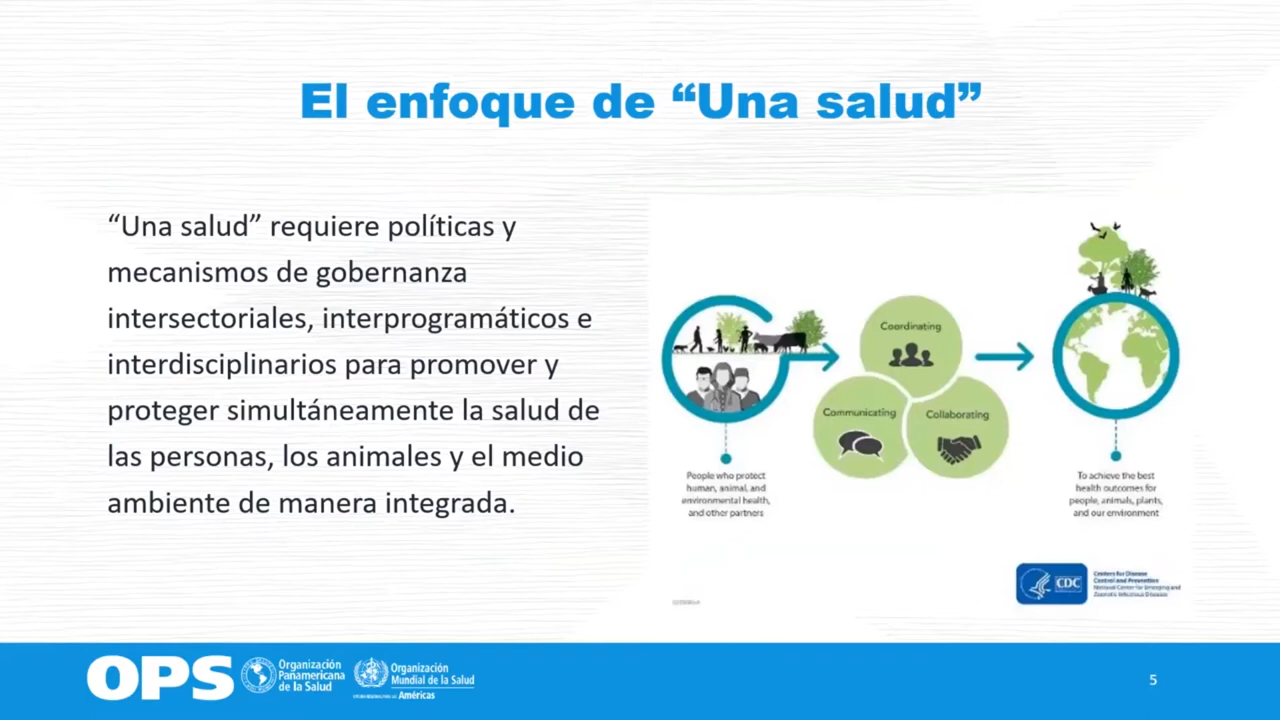 El enfoque de “Una salud”
“Una salud” requiere políticas y
mecanismos de gobernanza
intersectoriales, interprogramáticos e
interdisciplinarios para promover y
proteger simultáneamente la salud de
las personas, los animales y el medio
ambiente de manera integrada.
Coordinating
Communicating
Collaborating
People who protect
human, animal, and
environmental health,
and other partners
To achieve the best
health outcomes for
people, animals, plants,
and our environment
CDC
Centers for Disease
Control and Prevention
National Center for Emerging and
Zoonotic Infectious Diseases
OPS
Organización
Panamericana
de la Salud
Organización
Mundial de la Salud
Américas
5